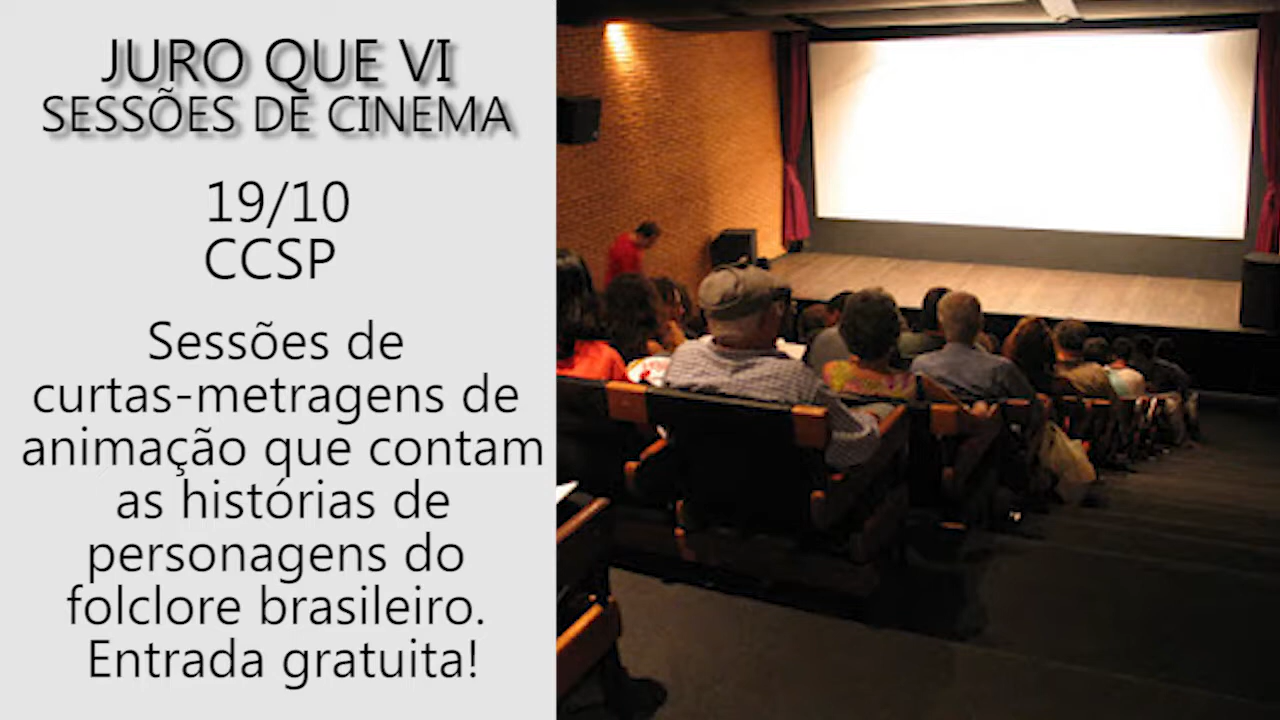 JURO QUE VI
SESSÕES DE CINEMA
19/10
CCSP
Sessões de
curtas-metragens de
animação que contam
as histórias de
personagens do
folclore brasileiro.
Entrada gratuita!